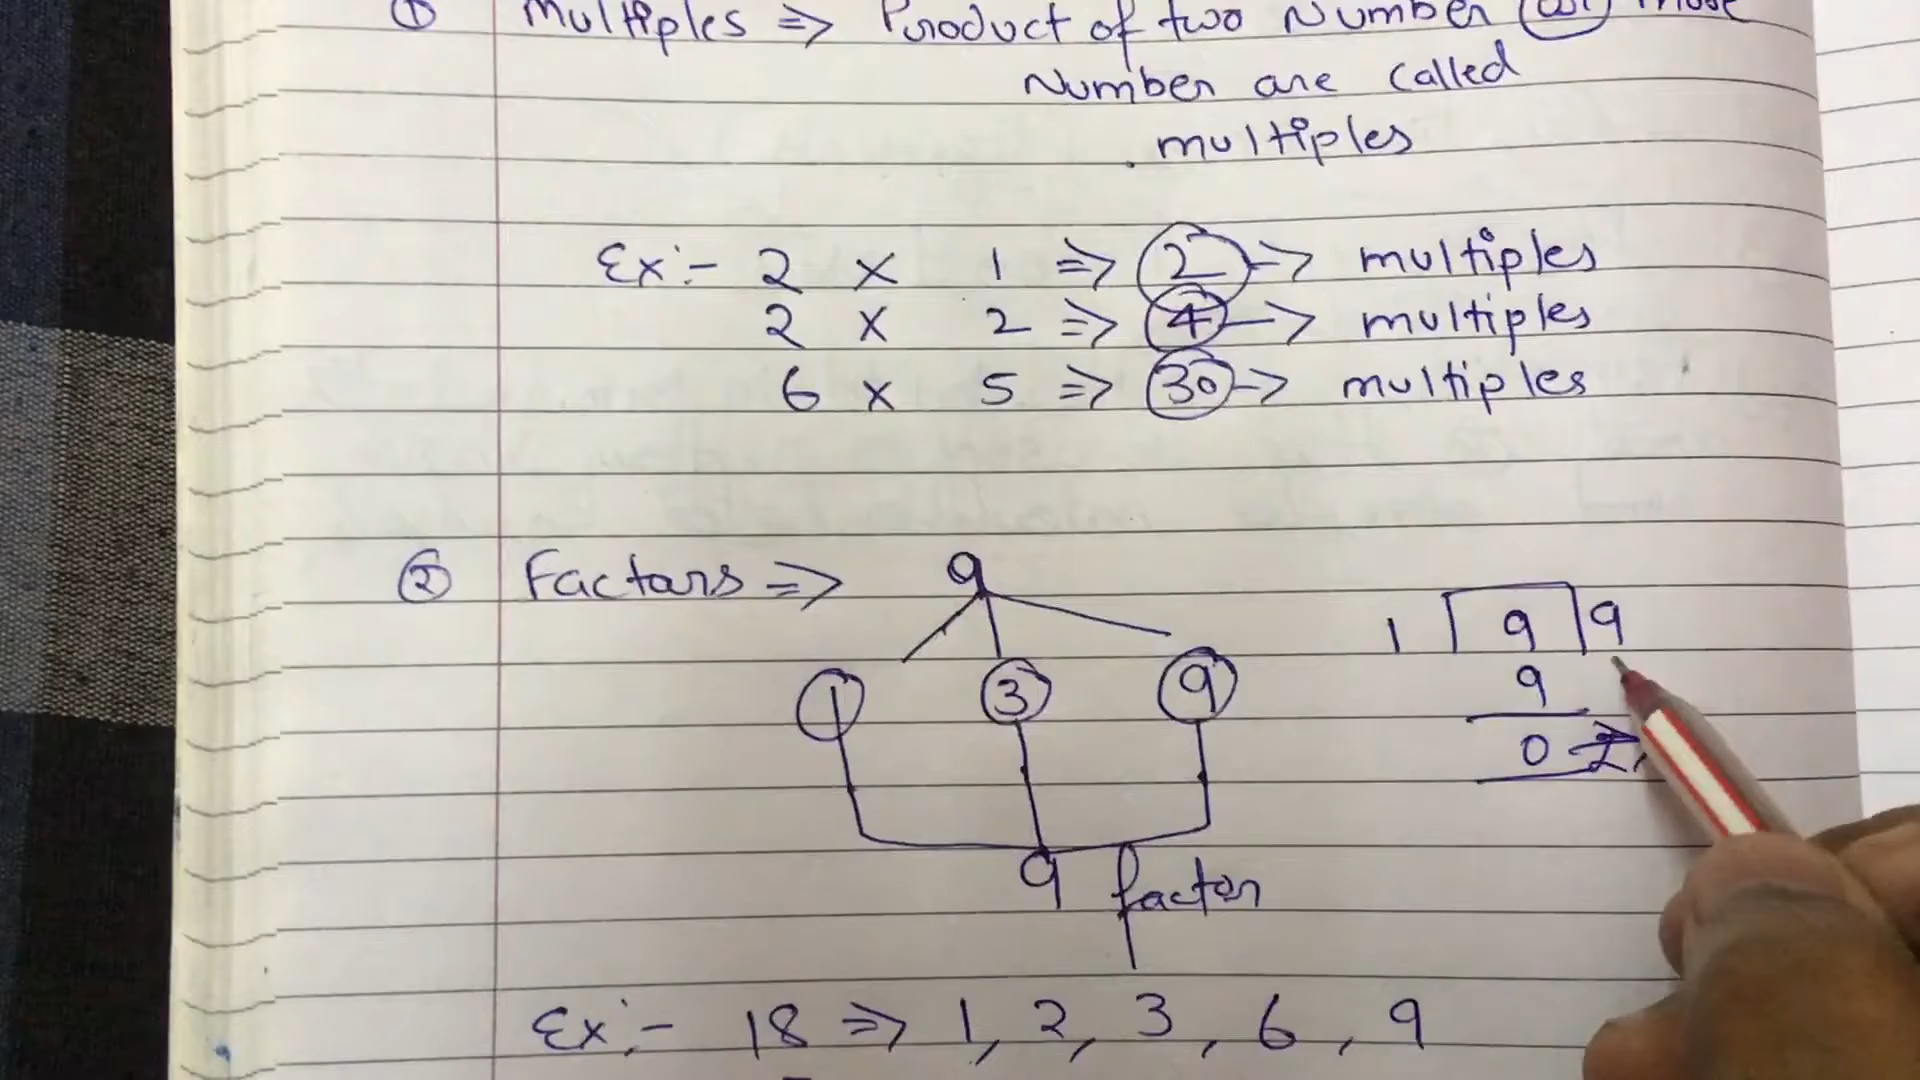 ① Multiples => Product of two Number (or) more
Number are called
multiples
Ex:- 2 x 1 => 2 -> multiples
2 x 2 => 4 -> multiples
6 x 5 => 30 -> multiples
② Factors => 9
1 3 9
9 factor
1 9 9
9
0
Ex:- 18 => 1, 2, 3, 6, 9